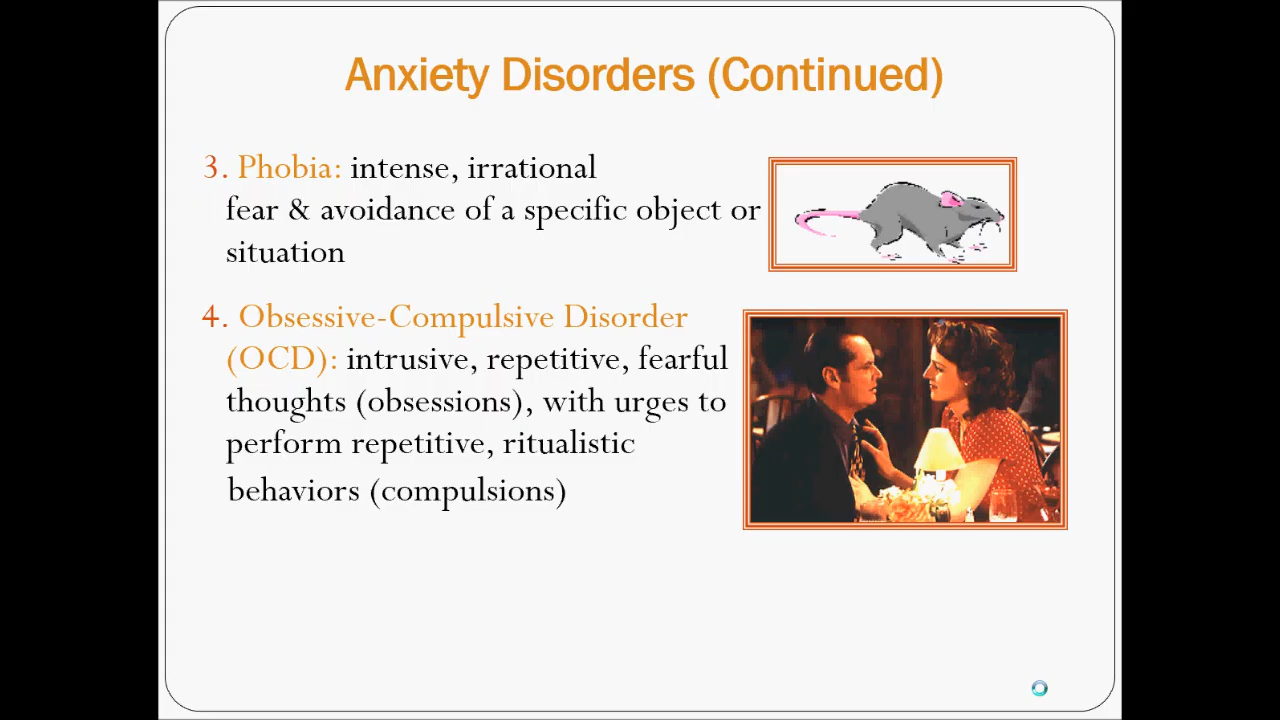 Anxiety Disorders (Continued)
3. Phobia: intense, irrational
fear & avoidance of a specific object or
situation
4. Obsessive-Compulsive Disorder
(OCD): intrusive, repetitive, fearful
thoughts (obsessions), with urges to
perform repetitive, ritualistic
behaviors (compulsions)